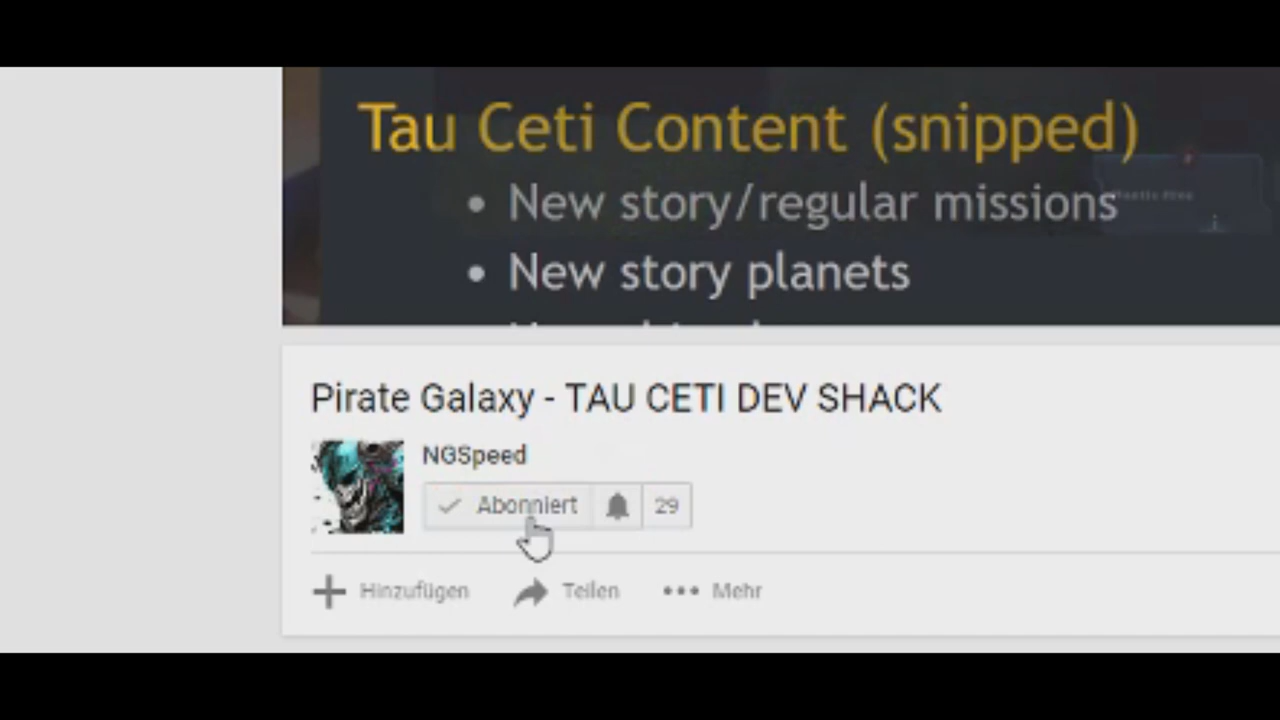 Tau Ceti Content (snipped)
• New story/regular missions
• New story planets
Pirate Galaxy - TAU CETI DEV SHACK
NGSpeed
Abonniert 29
Hinzufügen Teilen Mehr